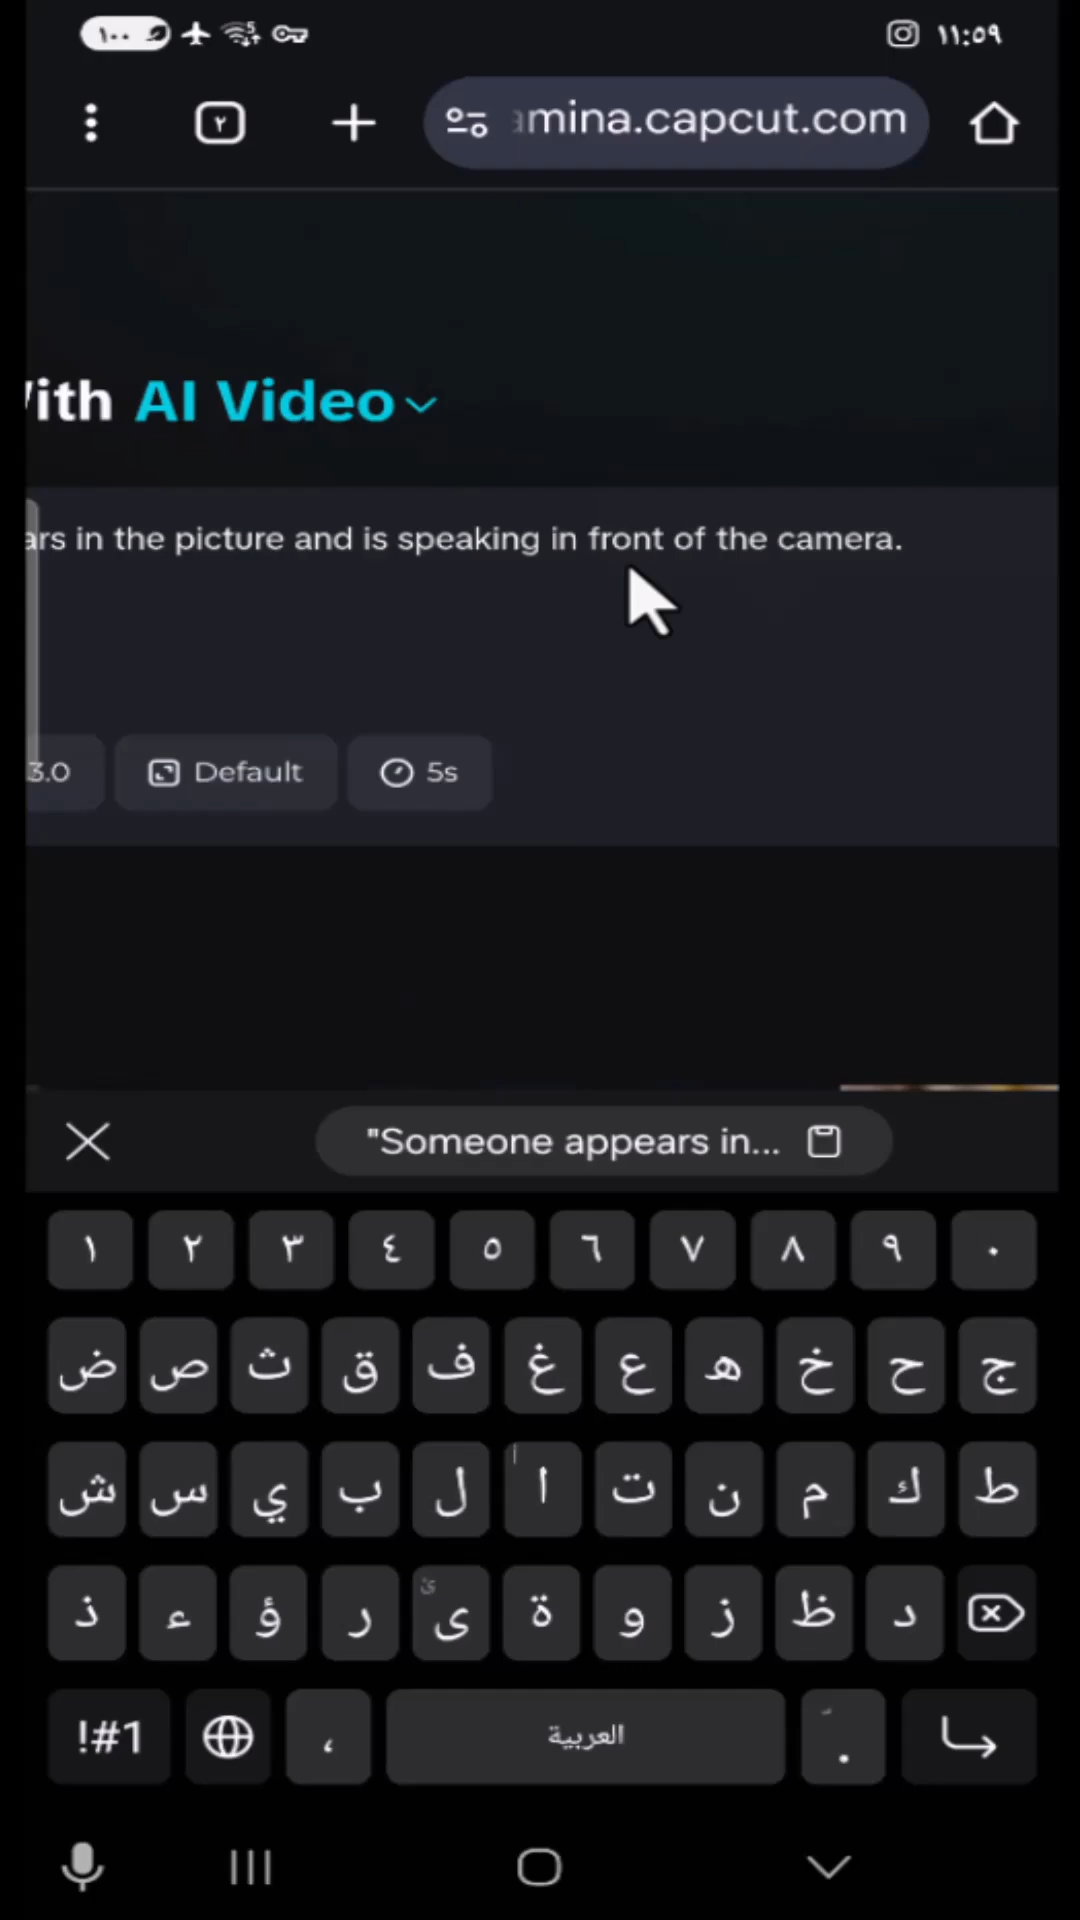 ١٠٠
5
١١:٥٩
٢
mina.capcut.com
ith AI Video
ars in the picture and is speaking in front of the camera.
3.0
Default
5s
"Someone appears in...
١ ٢ ٣ ٤ ٥ ٦ ٧ ٨ ٩ ٠
ض ص ث ق ف غ ع ه خ ح ج
ش س ي ب ل ا ت ن م ك ط
ذ ء ؤ ر ى ئ ة و ز ظ د
!#1 ، العربية .